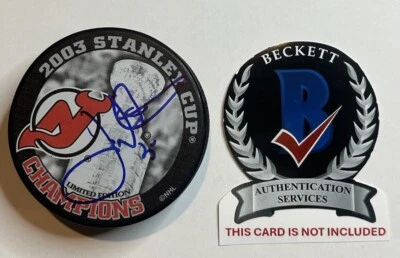 2003 STANLEY CUP®
LIMITED EDITION
CHAMPIONS
©NHL
BECKETT
B
AUTHENTICATION
SERVICES
THIS CARD IS NOT INCLUDED